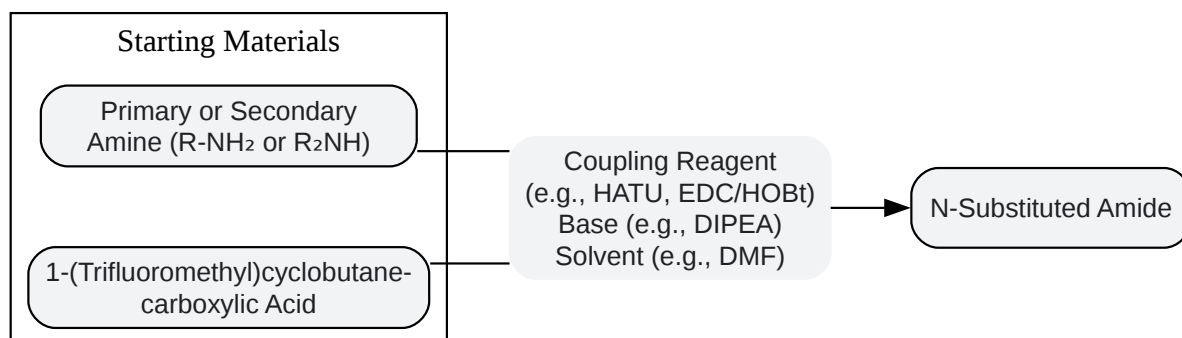 Starting Materials
Primary or Secondary
Amine (R-NH₂ or R₂NH)
1-(Trifluoromethyl)cyclobutane-
carboxylic Acid
Coupling Reagent
(e.g., HATU, EDC/HOBt)
Base (e.g., DIPEA)
Solvent (e.g., DMF)
N-Substituted Amide